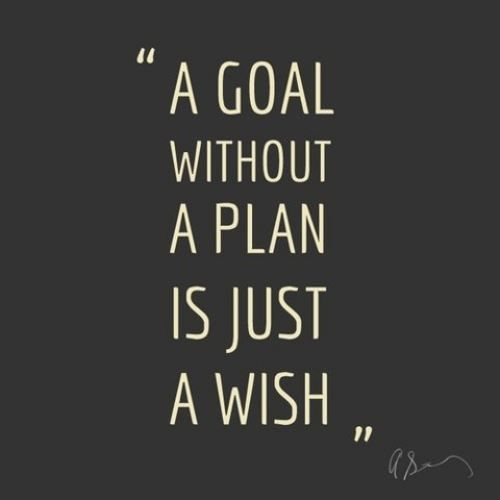 “ A GOAL
WITHOUT
A PLAN
IS JUST
A WISH „